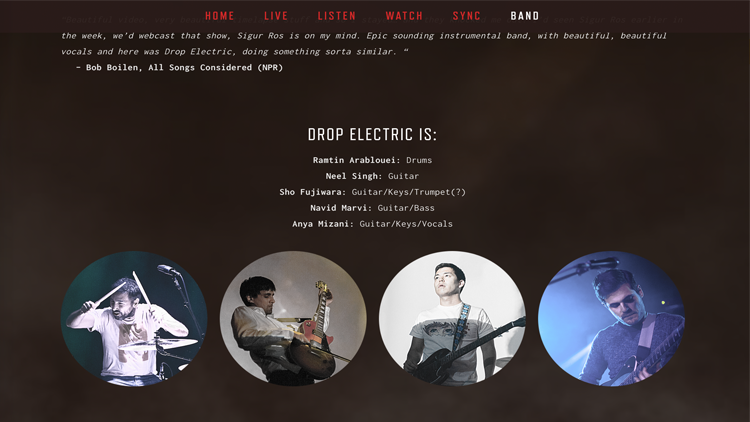 HOME LIVE LISTEN WATCH SYNC BAND
the week, we'd webcast that show, Sigur Ros is on my mind. Epic sounding instrumental band, with beautiful, beautiful
vocals and here was Drop Electric, doing something sorta similar. “
– Bob Boilen, All Songs Considered (NPR)
DROP ELECTRIC IS:
Ramtin Arablouei: Drums
Neel Singh: Guitar
Sho Fujiwara: Guitar/Keys/Trumpet(?)
Navid Marvi: Guitar/Bass
Anya Mizani: Guitar/Keys/Vocals